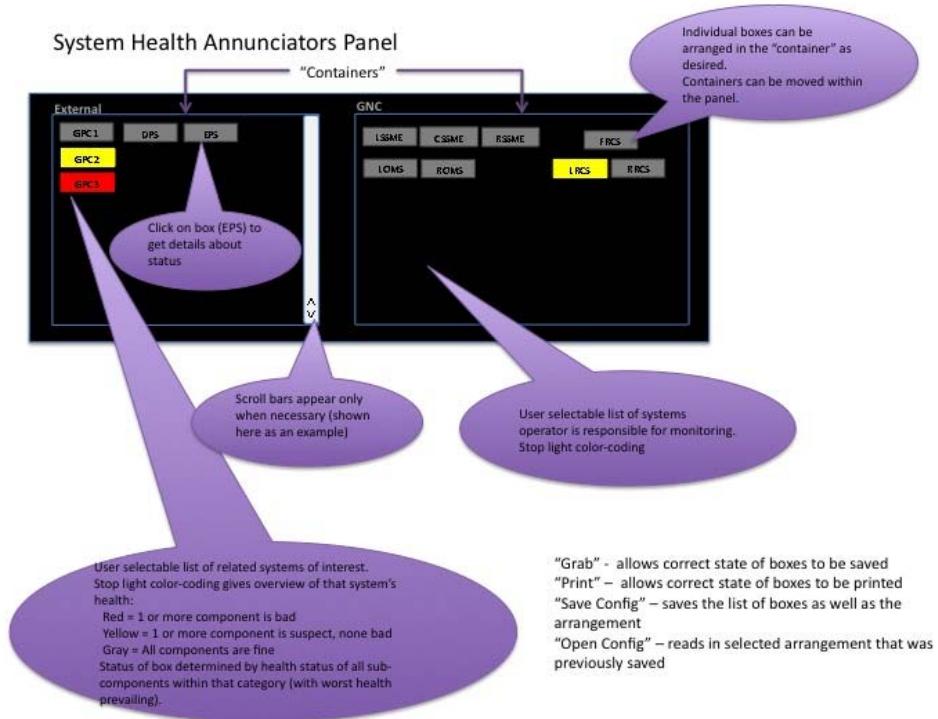 System Health Annunciators Panel
“Containers”
Individual boxes can be
arranged in the “container” as
desired.
Containers can be moved within
the panel.
External
GNC
GPC1 DPS EPS
GPC2
GPC3
LSSME CSSME RSSME FRCS
LOMS ROMS LRCS RRCS
Click on box (EPS) to
get details about
status
Scroll bars appear only
when necessary (shown
here as an example)
User selectable list of systems
operator is responsible for monitoring.
Stop light color-coding
User selectable list of related systems of interest.
Stop light color-coding gives overview of that system’s
health:
Red = 1 or more component is bad
Yellow = 1 or more component is suspect, none bad
Gray = All components are fine
Status of box determined by health status of all sub-
components within that category (with worst health
prevailing).
“Grab” - allows correct state of boxes to be saved
“Print” – allows correct state of boxes to be printed
“Save Config” – saves the list of boxes as well as the
arrangement
“Open Config” – reads in selected arrangement that was
previously saved